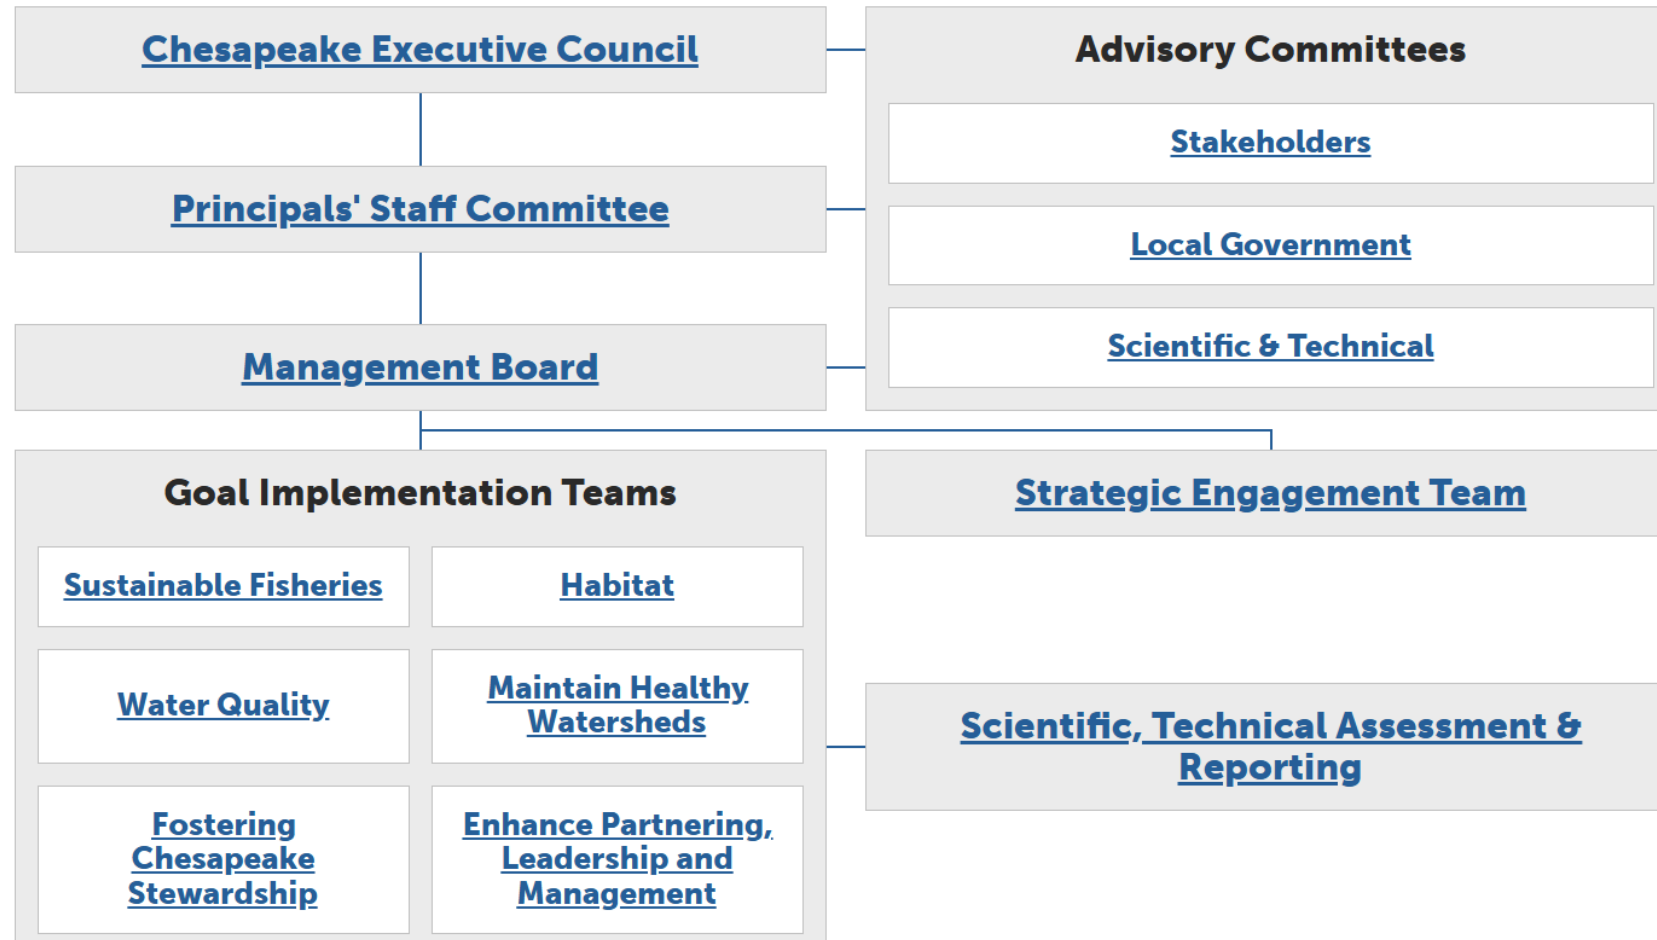 Chesapeake Executive Council
Advisory Committees
Stakeholders
Principals' Staff Committee
Local Government
Scientific & Technical
Management Board
Goal Implementation Teams
Strategic Engagement Team
Sustainable Fisheries
Habitat
Water Quality
Maintain Healthy
Watersheds
Scientific, Technical Assessment &
Reporting
Fostering
Chesapeake
Stewardship
Enhance Partnering,
Leadership and
Management